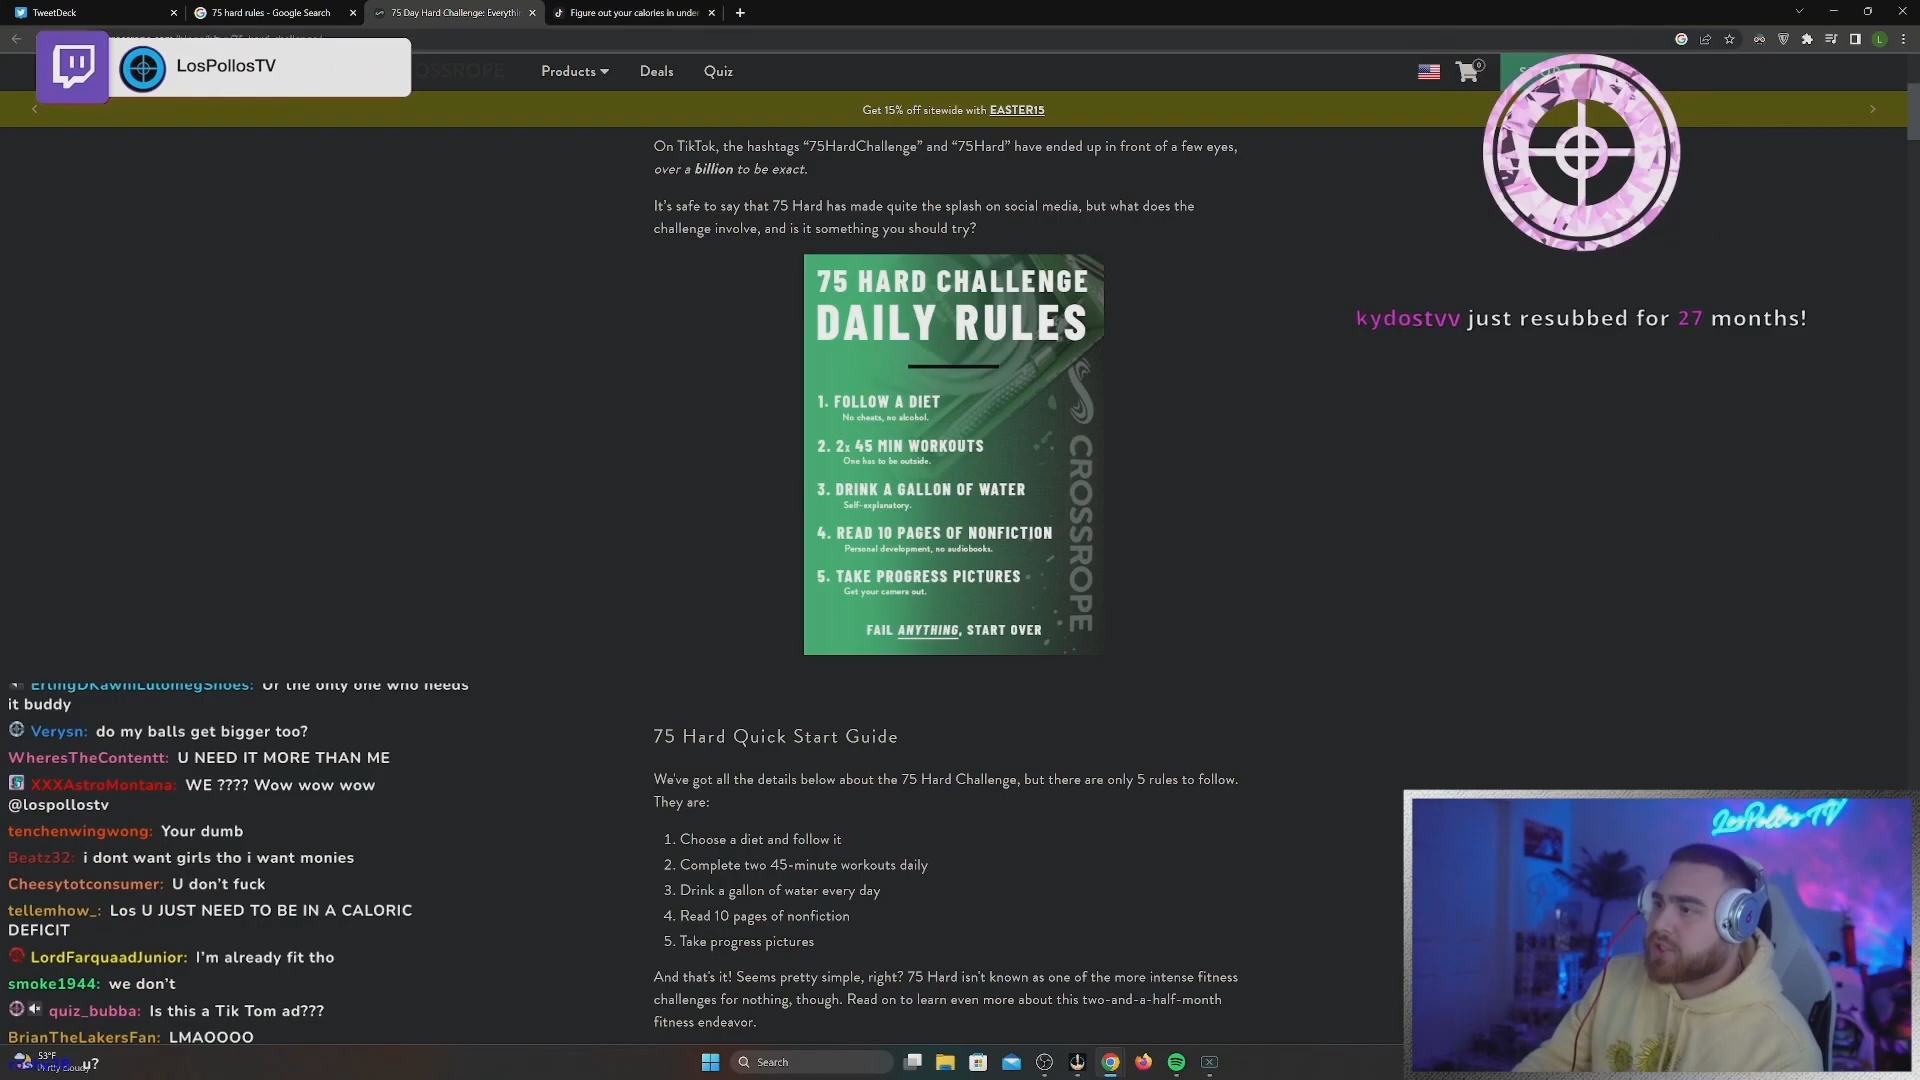 TweetDeck
75 hard rules - Google Search
75 Day Hard Challenge: Everythi
Figure out your calories in under
LosPollosTV
Products
Deals
Quiz
0
Get 15% off sitewide with EASTER15
On TikTok, the hashtags “75HardChallenge” and “75Hard” have ended up in front of a few eyes,
over a billion to be exact.
It’s safe to say that 75 Hard has made quite the splash on social media, but what does the
challenge involve, and is it something you should try?
kydostvv just resubbed for 27 months!
75 HARD CHALLENGE
DAILY RULES
1. FOLLOW A DIET
No cheats, no alcohol.
2. 2x 45 MIN WORKOUTS
One has to be outside.
3. DRINK A GALLON OF WATER
Self-explanatory.
4. READ 10 PAGES OF NONFICTION
Personal development, no audiobooks.
5. TAKE PROGRESS PICTURES
Get your camera out.
FAIL ANYTHING, START OVER
CROSSROPE
75 Hard Quick Start Guide
We've got all the details below about the 75 Hard Challenge, but there are only 5 rules to follow.
They are:
1. Choose a diet and follow it
2. Complete two 45-minute workouts daily
3. Drink a gallon of water every day
4. Read 10 pages of nonfiction
5. Take progress pictures
And that's it! Seems pretty simple, right? 75 Hard isn't known as one of the more intense fitness
challenges for nothing, though. Read on to learn even more about this two-and-a-half-month
fitness endeavor.
Ur the only one who needs
it buddy
Verysn: do my balls get bigger too?
WheresTheContentt: U NEED IT MORE THAN ME
XXXAstroMontana: WE ???? Wow wow wow
@lospollostv
tenchenwingwong: Your dumb
Beatz32: i dont want girls tho i want monies
Cheesytotconsumer: U don’t fuck
tellemhow_: Los U JUST NEED TO BE IN A CALORIC
DEFICIT
LordFarquaadJunior: I’m already fit tho
smoke1944: we don’t
quiz_bubba: Is this a Tik Tom ad???
BrianTheLakersFan: LMAOOOO
u?
53°F
Partly cloudy
Search
LosPollos TV